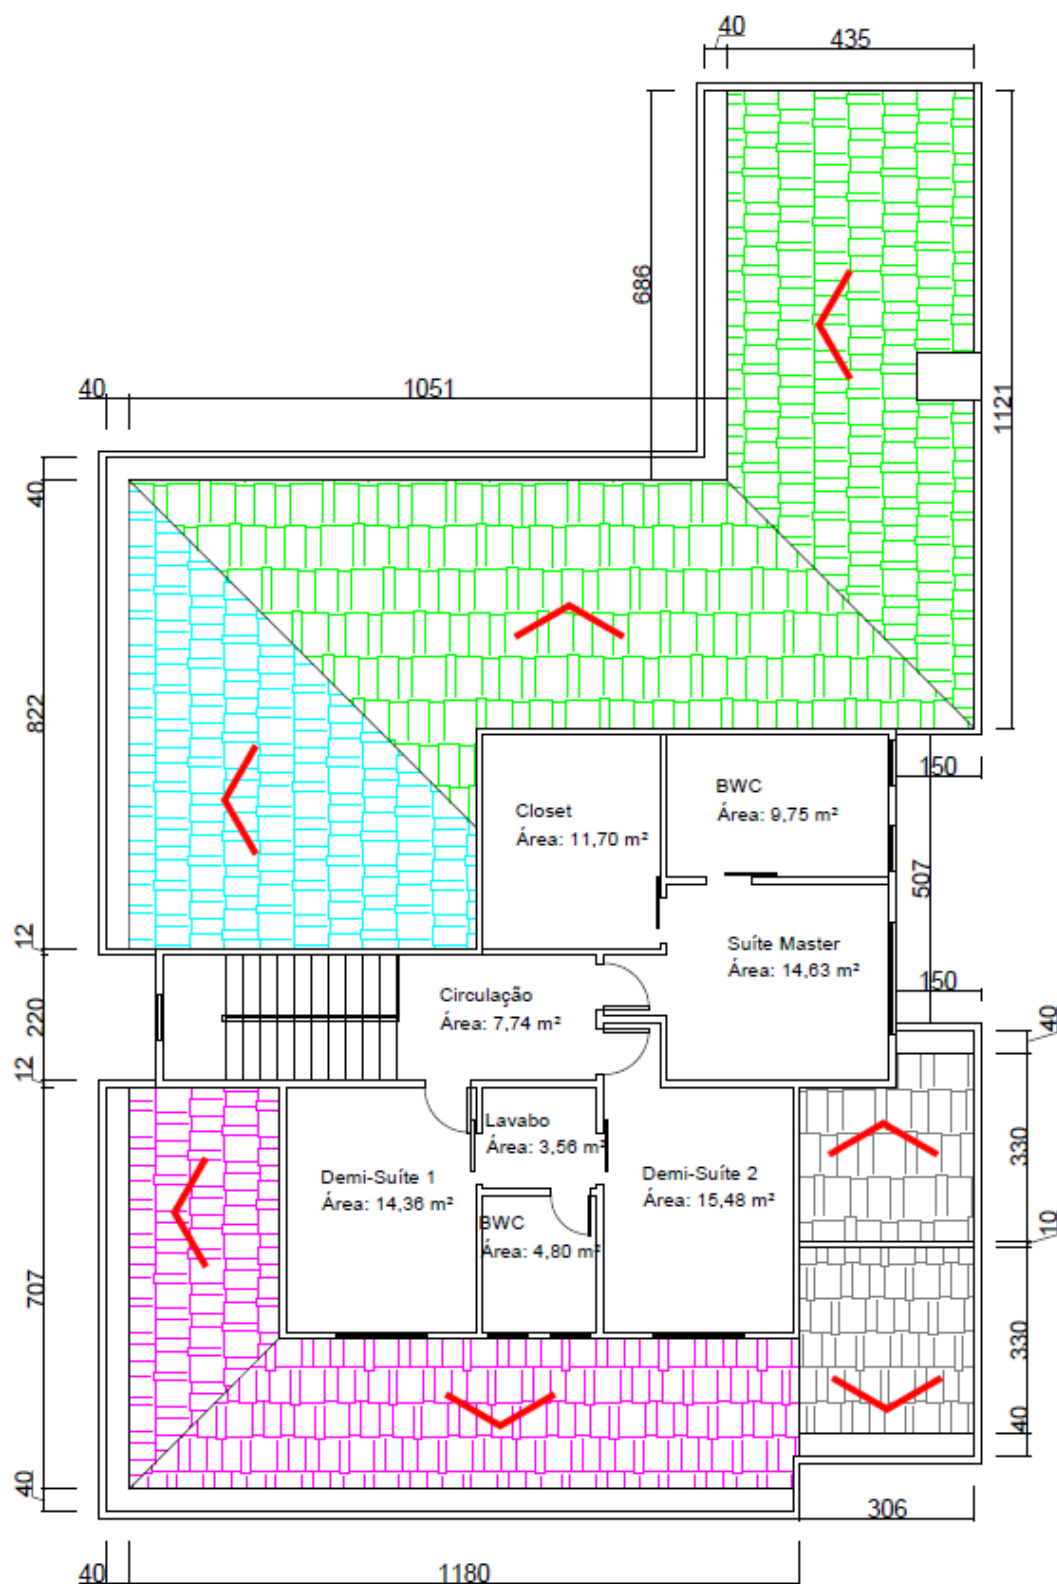 40
435
686
1121
40
1051
40
822
150
BWC
Área: 9,75 m²
Closet
Área: 11,70 m²
507
12
Suíte Master
Área: 14,63 m²
150
Circulação
Área: 7,74 m²
220
40
12
Lavabo
Área: 3,56 m²
330
Demi-Suíte 1
Área: 14,36 m²
Demi-Suíte 2
Área: 15,48 m²
BWC
Área: 4,80 m²
10
707
330
40
40
306
40
1180